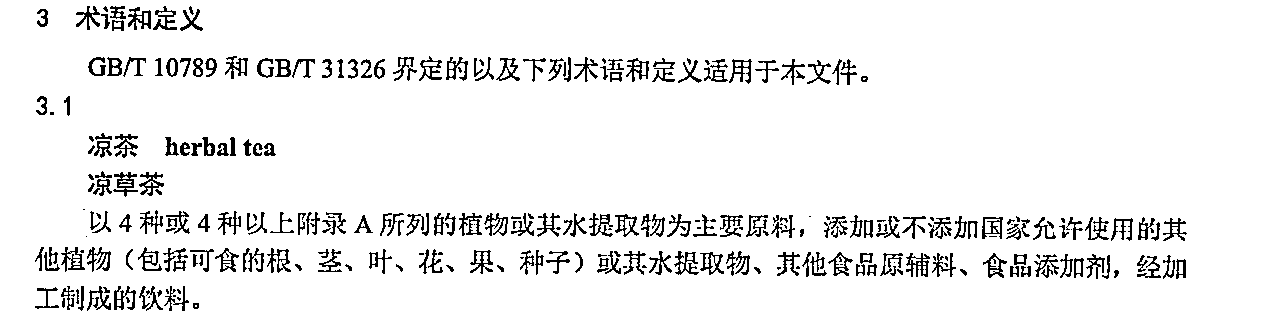 3 术语和定义
GB/T 10789 和 GB/T 31326 界定的以及下列术语和定义适用于本文件。
3.1
凉茶 herbal tea
凉草茶
以 4 种或 4 种以上附录 A 所列的植物或其水提取物为主要原料，添加或不添加国家允许使用的其
他植物（包括可食的根、茎、叶、花、果、种子）或其水提取物、其他食品原辅料、食品添加剂，经加
工制成的饮料。